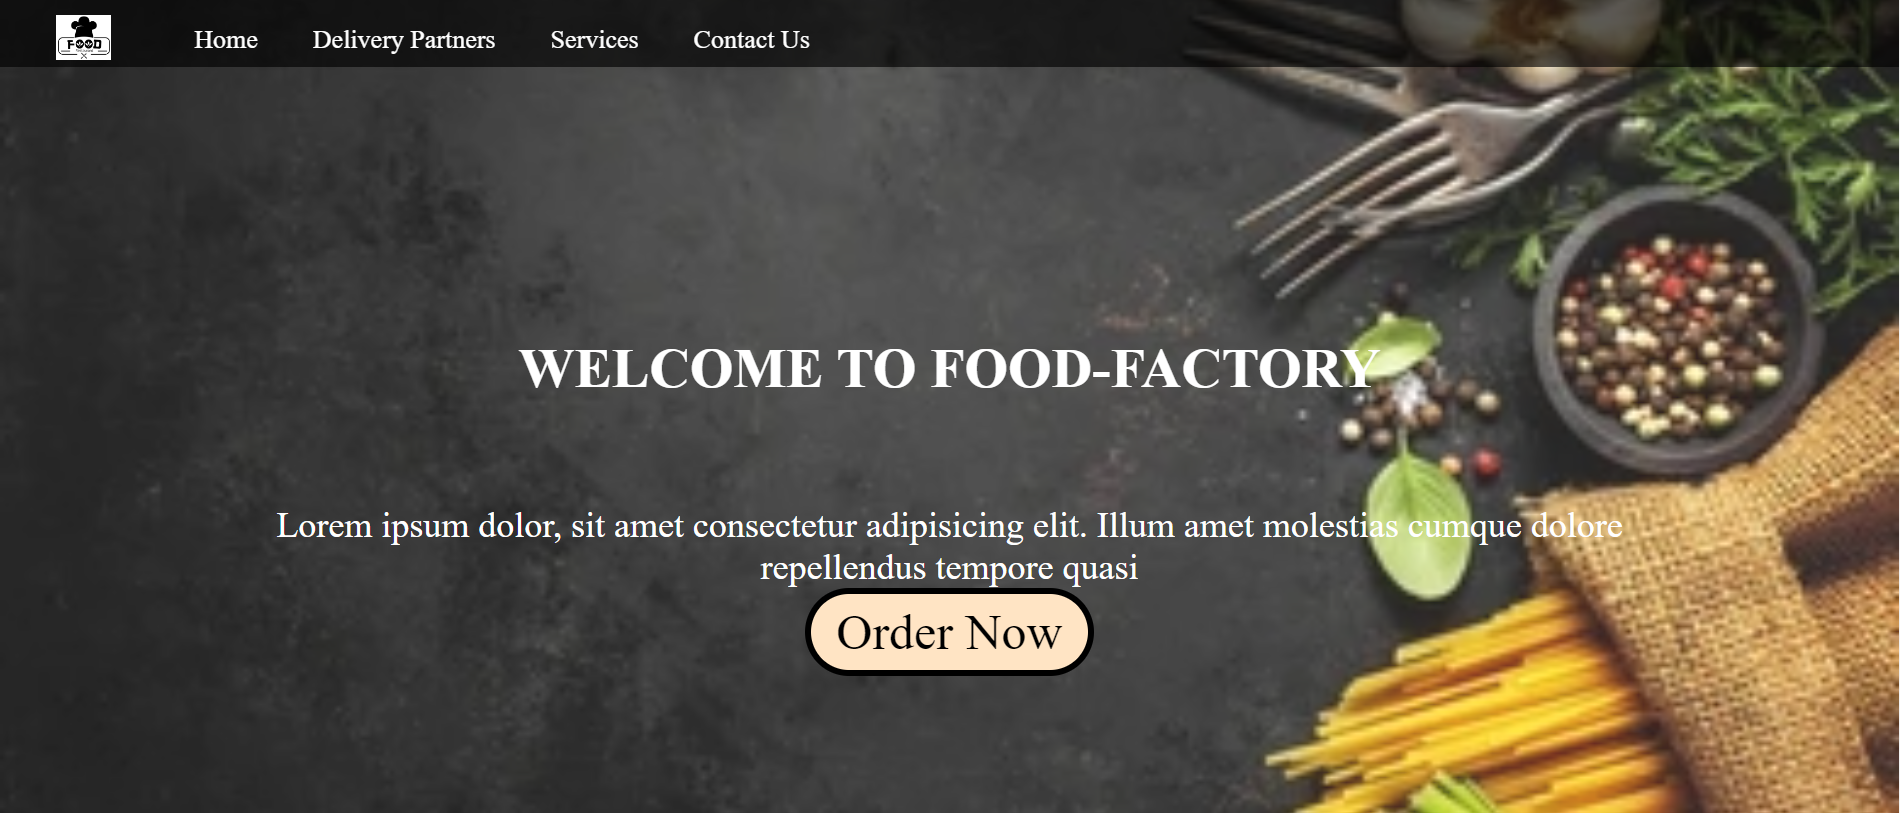 FOOD
Home Delivery Partners Services Contact Us
WELCOME TO FOOD-FACTORY
Lorem ipsum dolor, sit amet consectetur adipisicing elit. Illum amet molestias cumque dolore
repellendus tempore quasi
Order Now